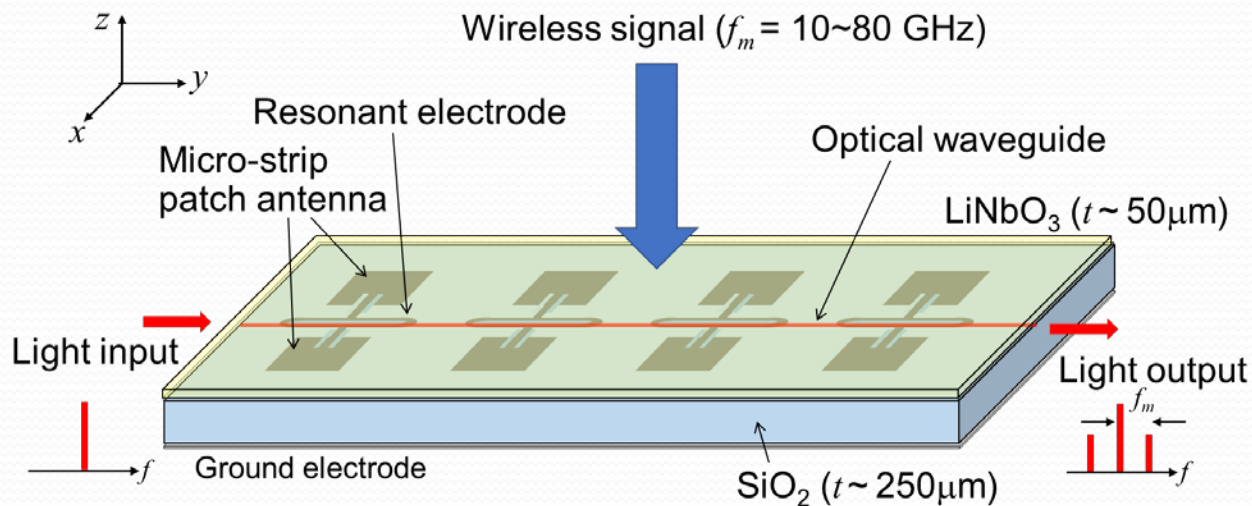 z
Wireless signal (fm = 10~80 GHz)
y
x
Resonant electrode
Micro-strip
patch antenna
Optical waveguide
LiNbO3 (t ~ 50μm)
Light input
Light output
fm
f
Ground electrode
f
SiO2 (t ~ 250μm)